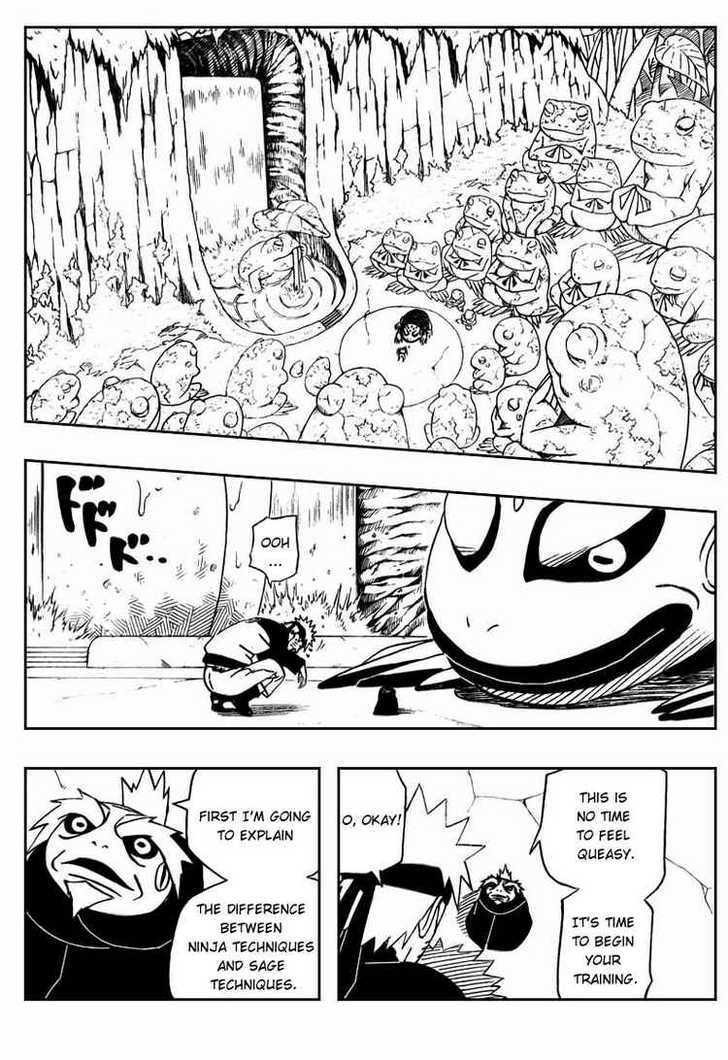 ドドド・・
OOH
...
THIS IS
NO TIME
TO FEEL
QUEASY.
IT'S TIME
TO BEGIN
YOUR
TRAINING.
O, OKAY!
FIRST I'M GOING
TO EXPLAIN
THE DIFFERENCE
BETWEEN
NINJA TECHNIQUES
AND SAGE
TECHNIQUES.